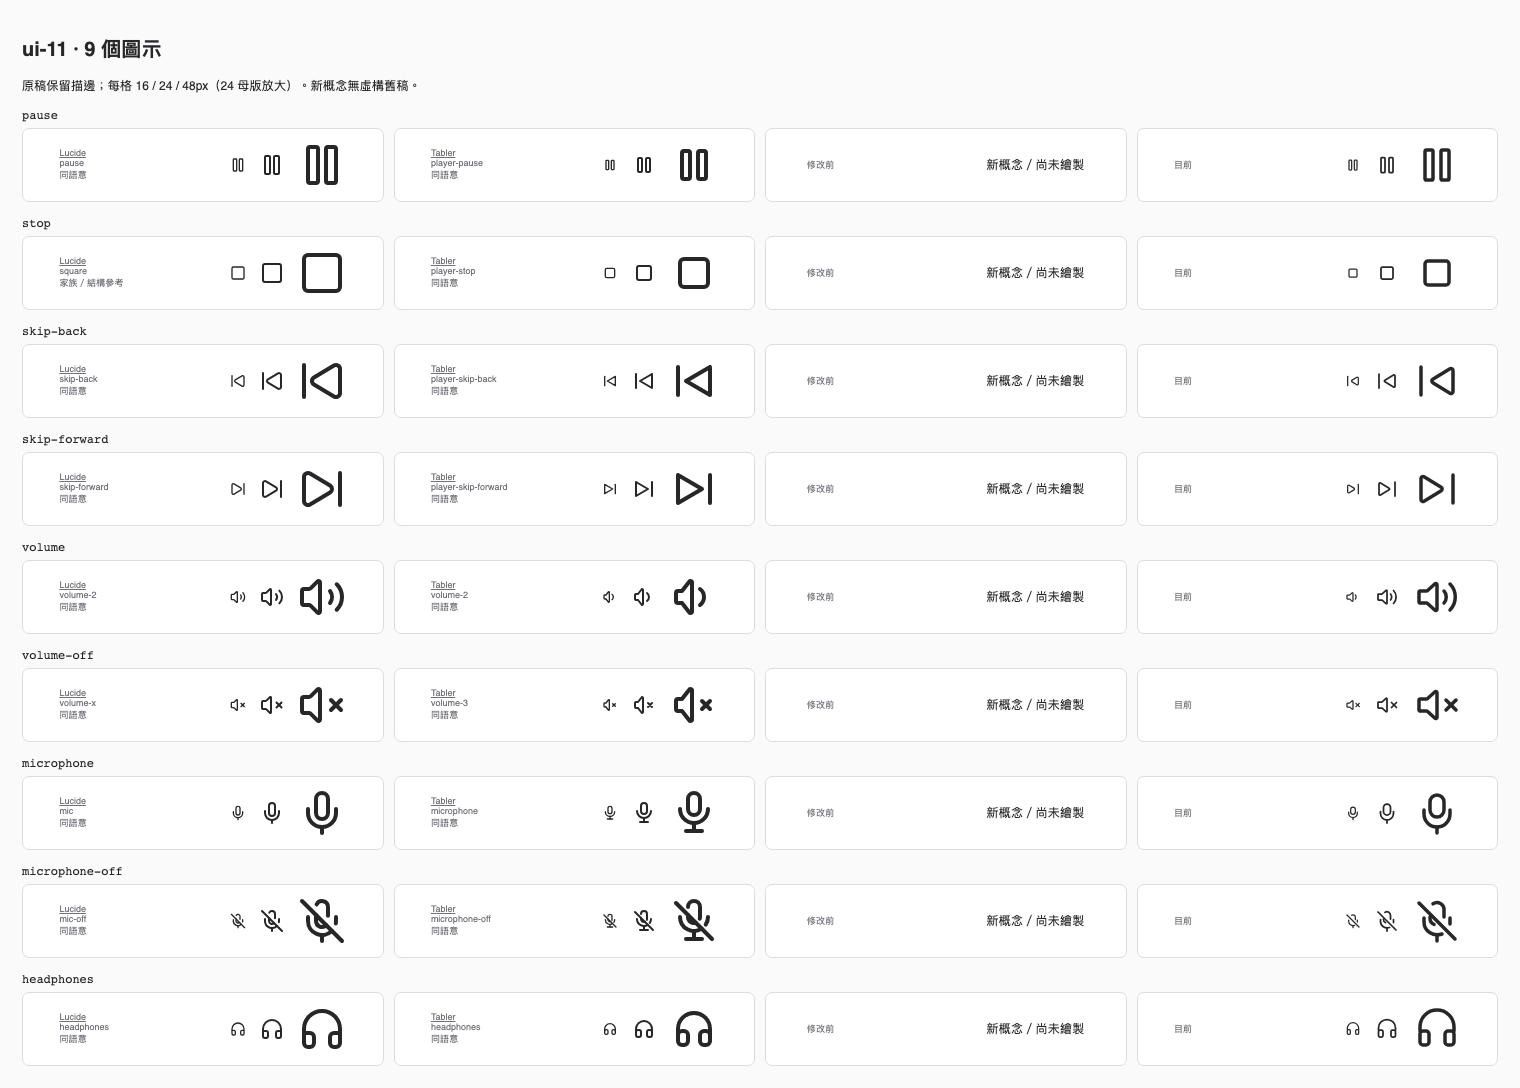 ui-11 · 9 個圖示
原稿保留描邊；每格 16 / 24 / 48px（24 母版放大）。新概念無虛構舊稿。
pause
Lucide
pause
同語意
Tabler
player-pause
同語意
修改前
新概念 / 尚未繪製
目前
stop
Lucide
square
家族 / 結構參考
Tabler
player-stop
同語意
修改前
新概念 / 尚未繪製
目前
skip-back
Lucide
skip-back
同語意
Tabler
player-skip-back
同語意
修改前
新概念 / 尚未繪製
目前
skip-forward
Lucide
skip-forward
同語意
Tabler
player-skip-forward
同語意
修改前
新概念 / 尚未繪製
目前
volume
Lucide
volume-2
同語意
Tabler
volume-2
同語意
修改前
新概念 / 尚未繪製
目前
volume-off
Lucide
volume-x
同語意
Tabler
volume-3
同語意
修改前
新概念 / 尚未繪製
目前
microphone
Lucide
mic
同語意
Tabler
microphone
同語意
修改前
新概念 / 尚未繪製
目前
microphone-off
Lucide
mic-off
同語意
Tabler
microphone-off
同語意
修改前
新概念 / 尚未繪製
目前
headphones
Lucide
headphones
同語意
Tabler
headphones
同語意
修改前
新概念 / 尚未繪製
目前